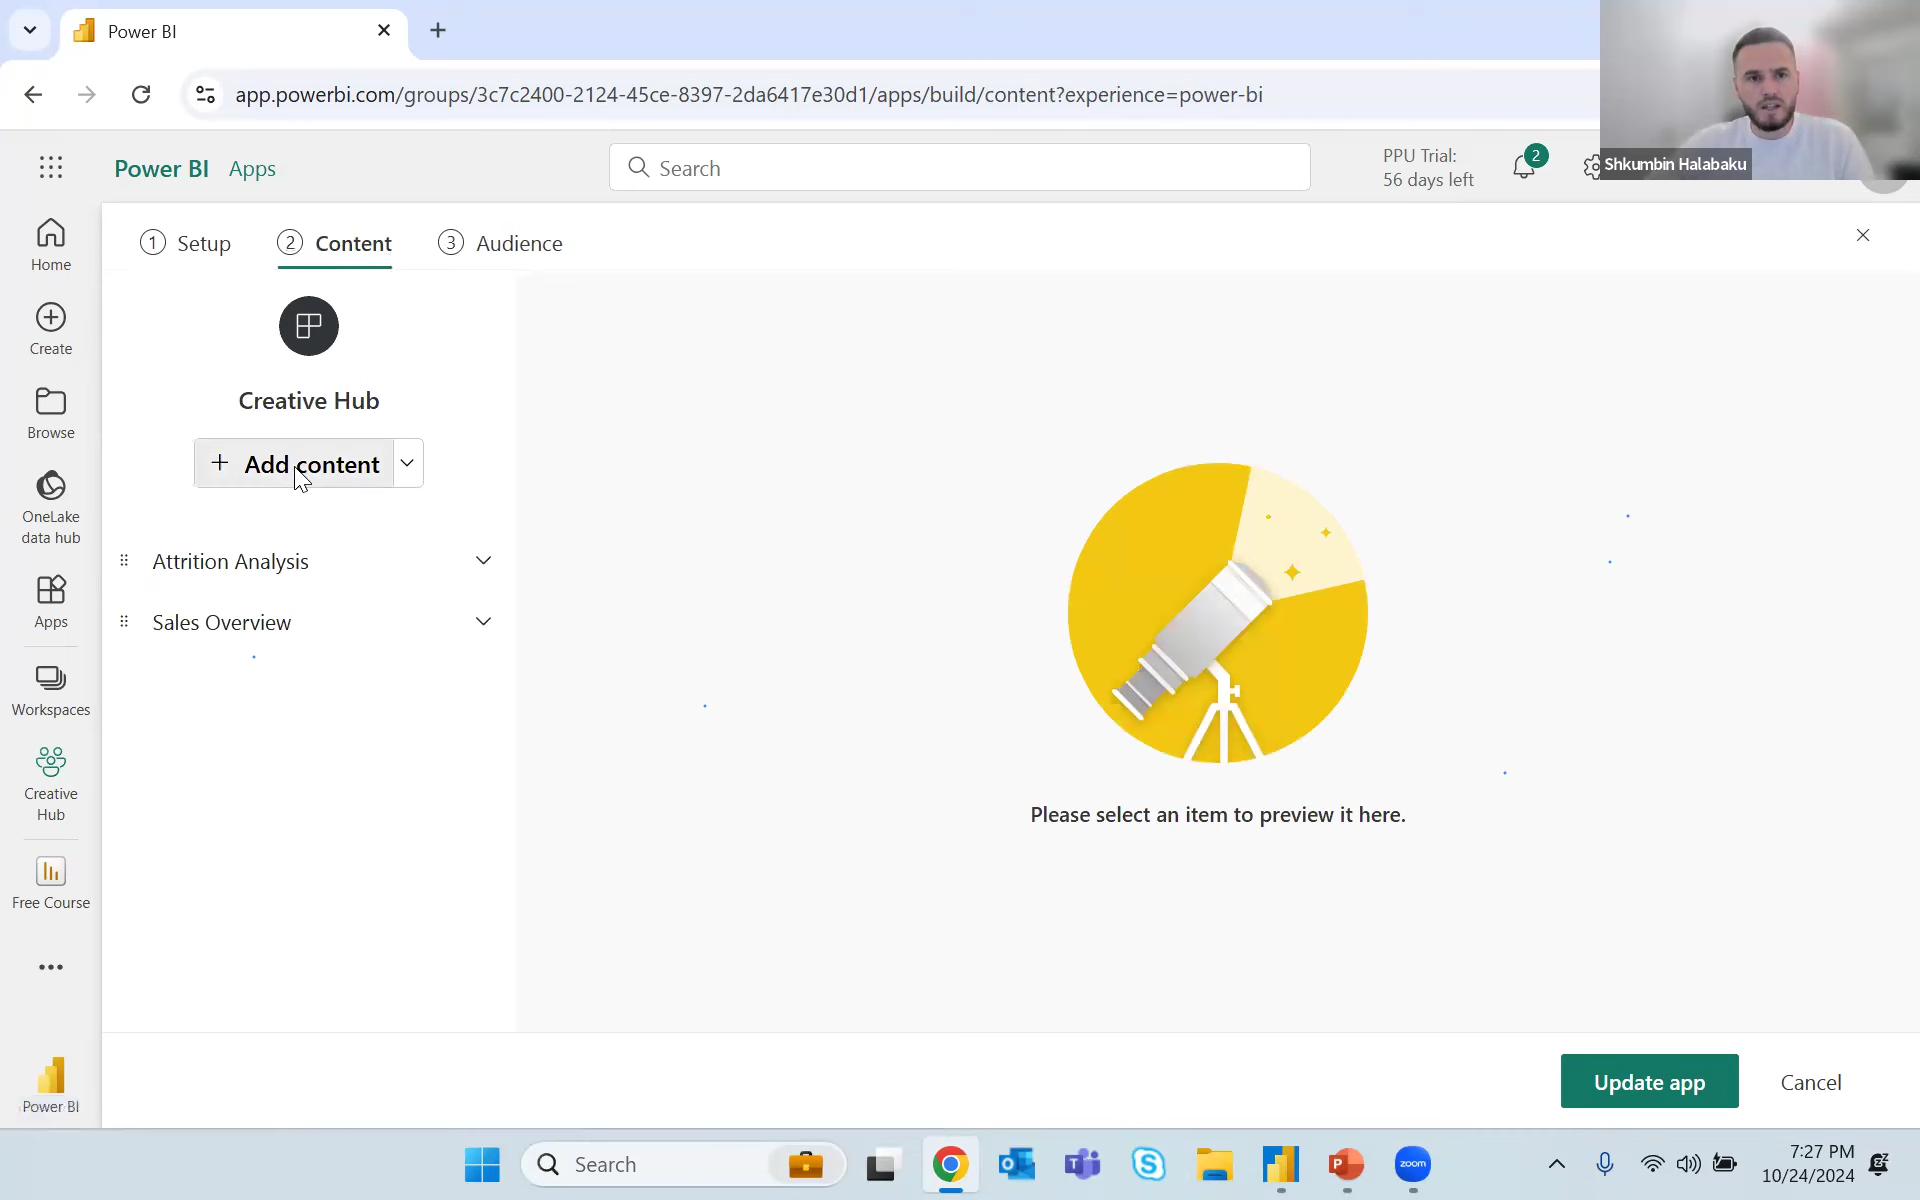 Power BI
app.powerbi.com/groups/3c7c2400-2124-45ce-8397-2da6417e30d1/apps/build/content?experience=power-bi
Shkumbin Halabaku
Power BI Apps
Search
PPU Trial:
56 days left
2
1 Setup
2 Content
3 Audience
Home
Create
Browse
OneLake
data hub
Apps
Workspaces
Creative
Hub
Free Course
Power BI
Creative Hub
Add content
Attrition Analysis
Sales Overview
Please select an item to preview it here.
Update app
Cancel
Search
zoom
7:27 PM
10/24/2024